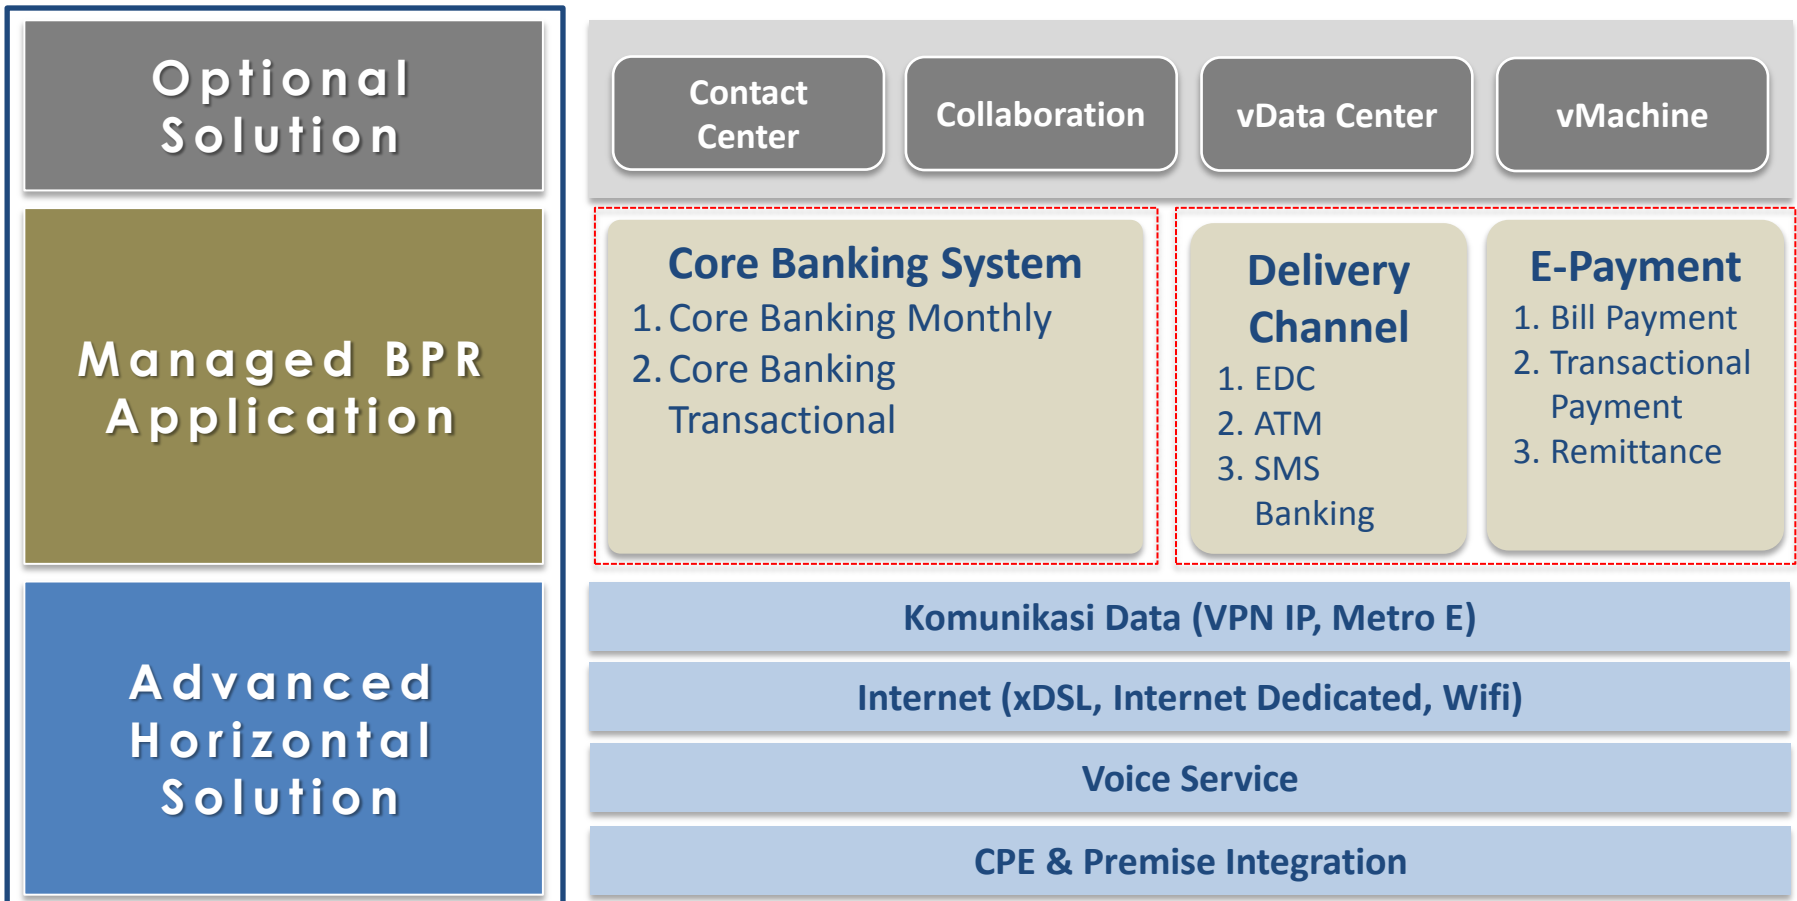 Optional
Solution
Contact
Center
Collaboration
vData Center
vMachine
Managed BPR
Application
Core Banking System
1. Core Banking Monthly
2. Core Banking
Transactional
Delivery
Channel
1. EDC
2. ATM
3. SMS
Banking
E-Payment
1. Bill Payment
2. Transactional
Payment
3. Remittance
Advanced
Horizontal
Solution
Komunikasi Data (VPN IP, Metro E)
Internet (xDSL, Internet Dedicated, Wifi)
Voice Service
CPE & Premise Integration